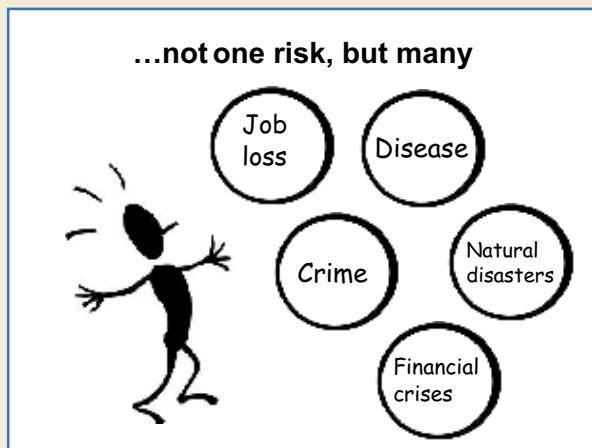 ...not one risk, but many
Job
loss
Disease
Crime
Natural
disasters
Financial
crises